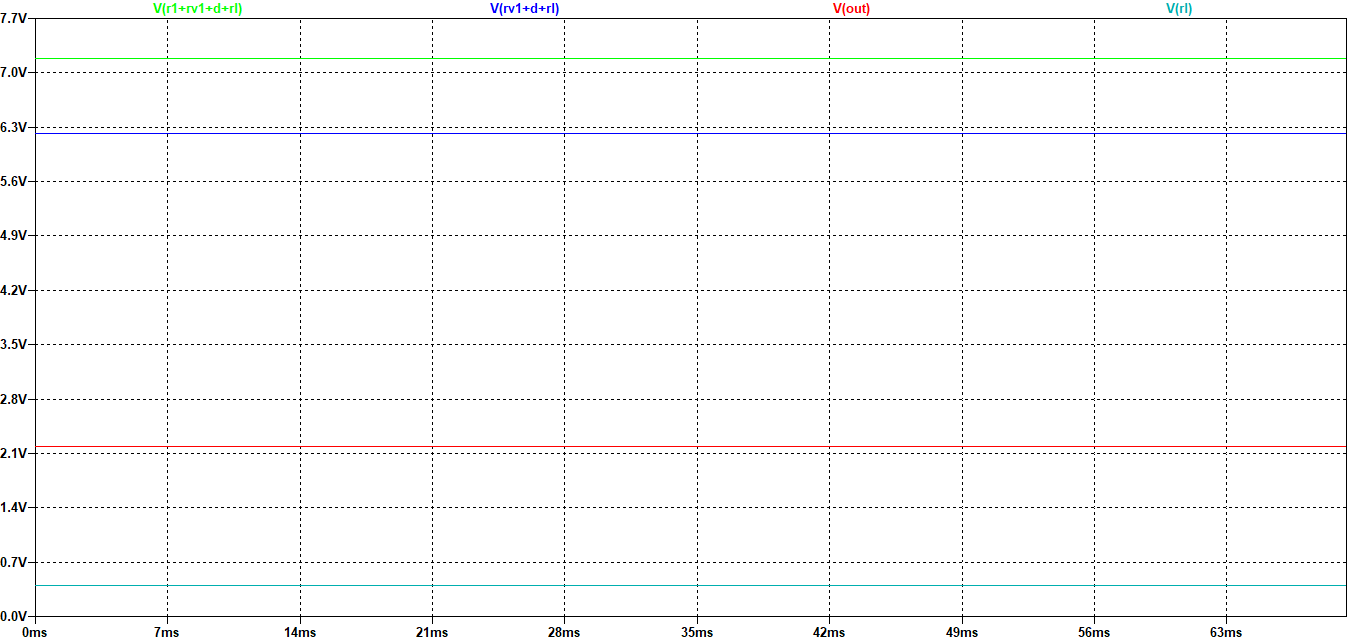 V(r1+rv1+d+rl) V(rv1+d+rl) V(out) V(rl)
7.7V
7.0V
6.3V
5.6V
4.9V
4.2V
3.5V
2.8V
2.1V
1.4V
0.7V
0.0V
0ms 7ms 14ms 21ms 28ms 35ms 42ms 49ms 56ms 63ms